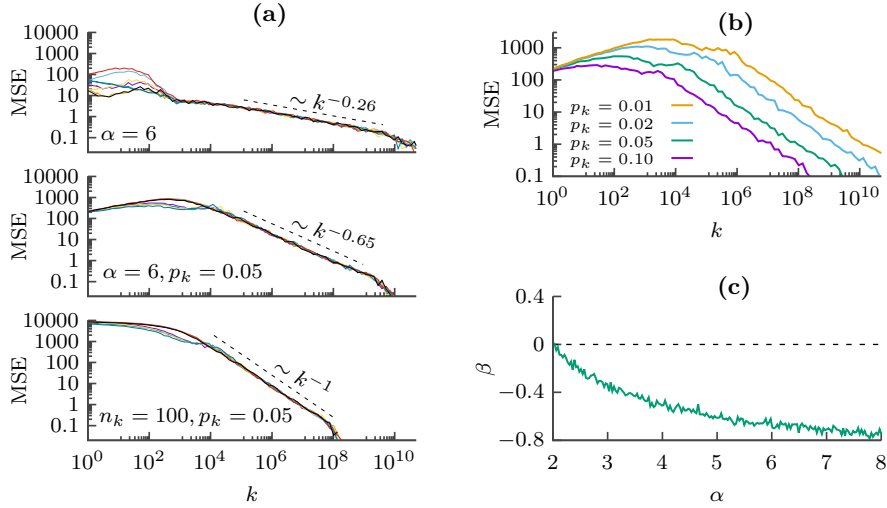 (a)
10000
1000
100
10
1
0.1
MSE
α = 6
∼ k^−0.26
10000
1000
100
10
1
0.1
MSE
α = 6, p_k = 0.05
∼ k^−0.65
10000
1000
100
10
1
0.1
MSE
n_k = 100, p_k = 0.05
∼ k^−1
10^0 10^2 10^4 10^6 10^8 10^10
k
(b)
1000
100
10
1
0.1
MSE
p_k = 0.01
p_k = 0.02
p_k = 0.05
p_k = 0.10
10^0 10^2 10^4 10^6 10^8 10^10
k
(c)
0.4
0
−0.4
−0.8
β
2 3 4 5 6 7 8
α